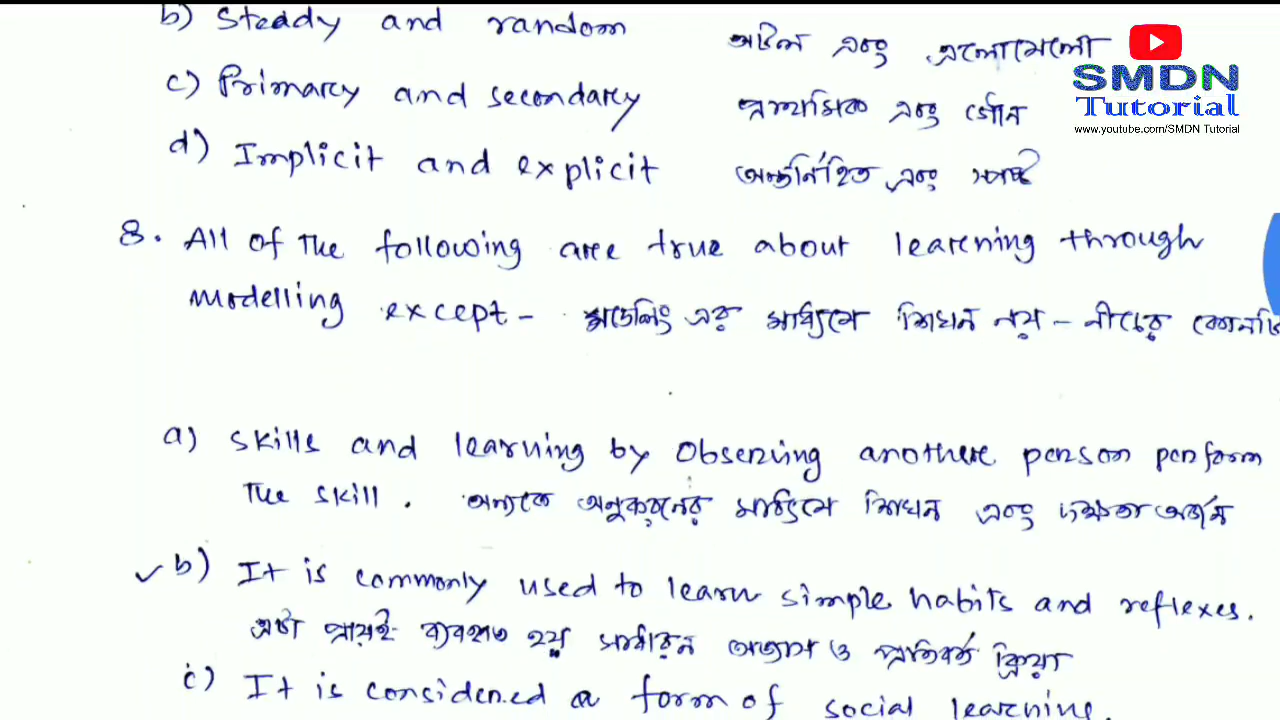 b) Steady and random অটল এবং এলোমেলো
c) Primary and secondary প্রাথমিক এবং গৌন
d) Implicit and explicit অন্তর্নিহিত এবং স্পষ্ট
SMDN
Tutorial
www.youtube.com/SMDN Tutorial
8. All of the following are true about learning through
modelling except - মডেলিং এর মাধ্যমে শিখন নয় - নীচের
a) skills and learning by observing another person perform
the skill. অন্যকে অনুকরনের মাধ্যমে শিখন এবং দক্ষতা অর্জন
✓ b) It is commonly used to learn simple habits and reflexes.
এটা প্রায়ই ব্যবহৃত হয় সাধারন অভ্যাস ও প্রতিবর্ত ক্রিয়া
c) It is considered a form of social learning.